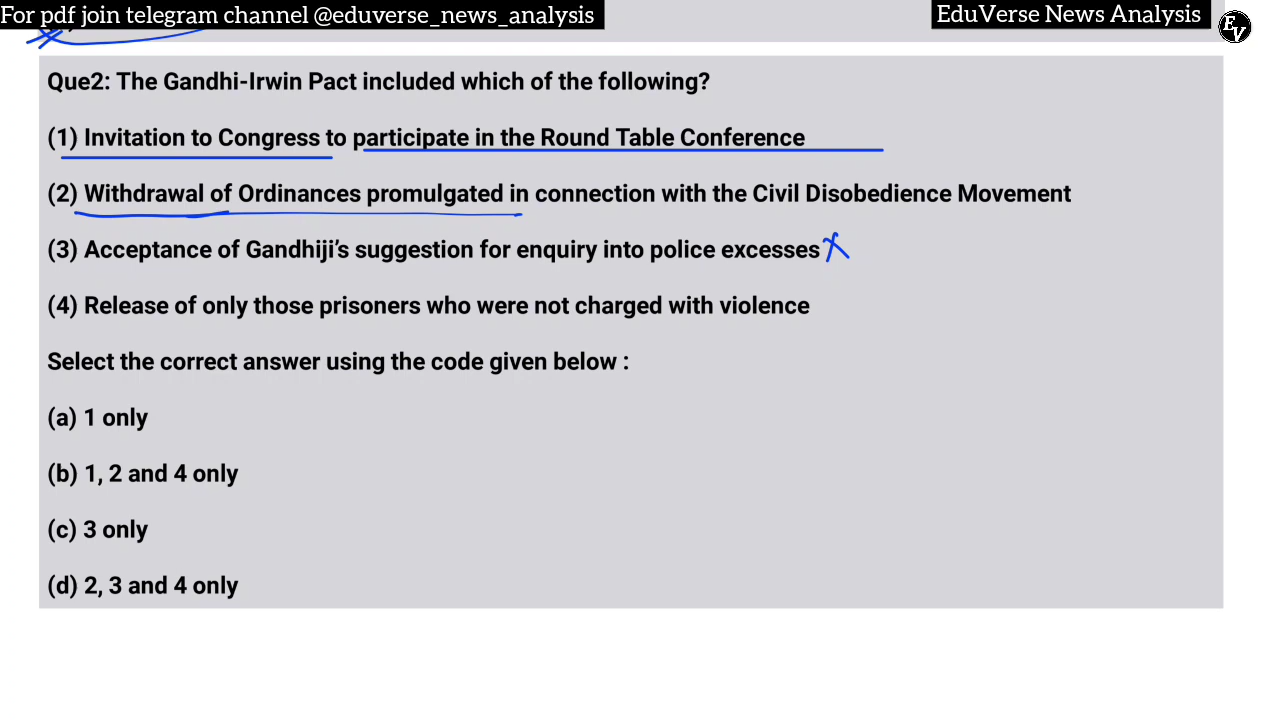 For pdf join telegram channel @eduverse_news_analysis
EduVerse News Analysis
EV
Que2: The Gandhi-Irwin Pact included which of the following?
(1) Invitation to Congress to participate in the Round Table Conference
(2) Withdrawal of Ordinances promulgated in connection with the Civil Disobedience Movement
(3) Acceptance of Gandhiji’s suggestion for enquiry into police excesses
(4) Release of only those prisoners who were not charged with violence
Select the correct answer using the code given below :
(a) 1 only
(b) 1, 2 and 4 only
(c) 3 only
(d) 2, 3 and 4 only